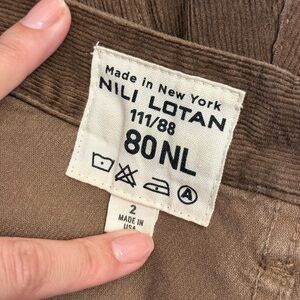 Made in New York
NILI LOTAN
111/88
80NL
A
2
MADE IN
USA